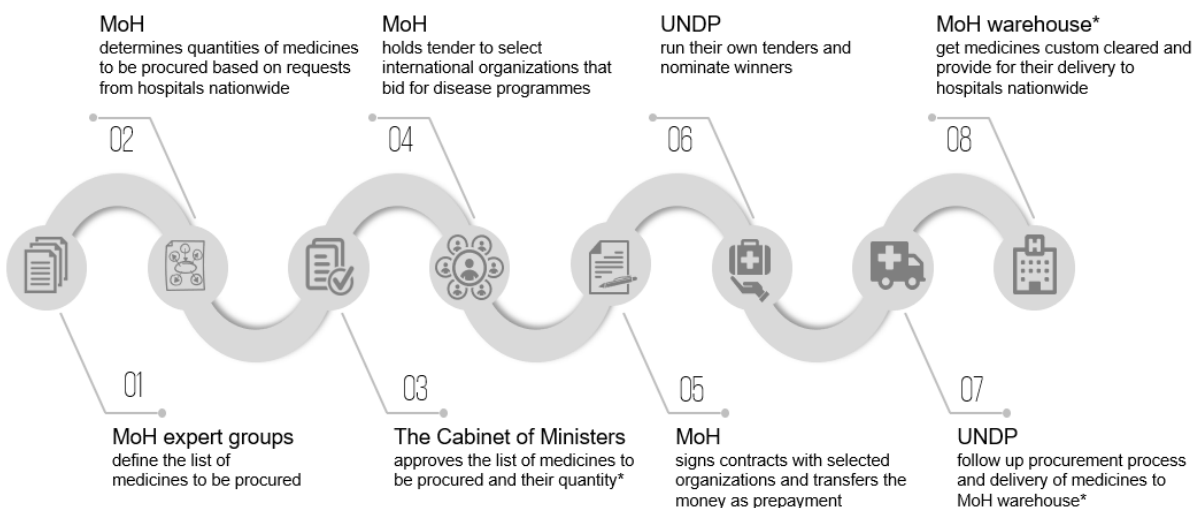 01
MoH expert groups
define the list of
medicines to be procured
02
MoH
determines quantities of medicines
to be procured based on requests
from hospitals nationwide
03
The Cabinet of Ministers
approves the list of medicines to
be procured and their quantity*
04
MoH
holds tender to select
international organizations that
bid for disease programmes
05
MoH
signs contracts with selected
organizations and transfers the
money as prepayment
06
UNDP
run their own tenders and
nominate winners
07
UNDP
follow up procurement process
and delivery of medicines to
MoH warehouse*
08
MoH warehouse*
get medicines custom cleared and
provide for their delivery to
hospitals nationwide
H